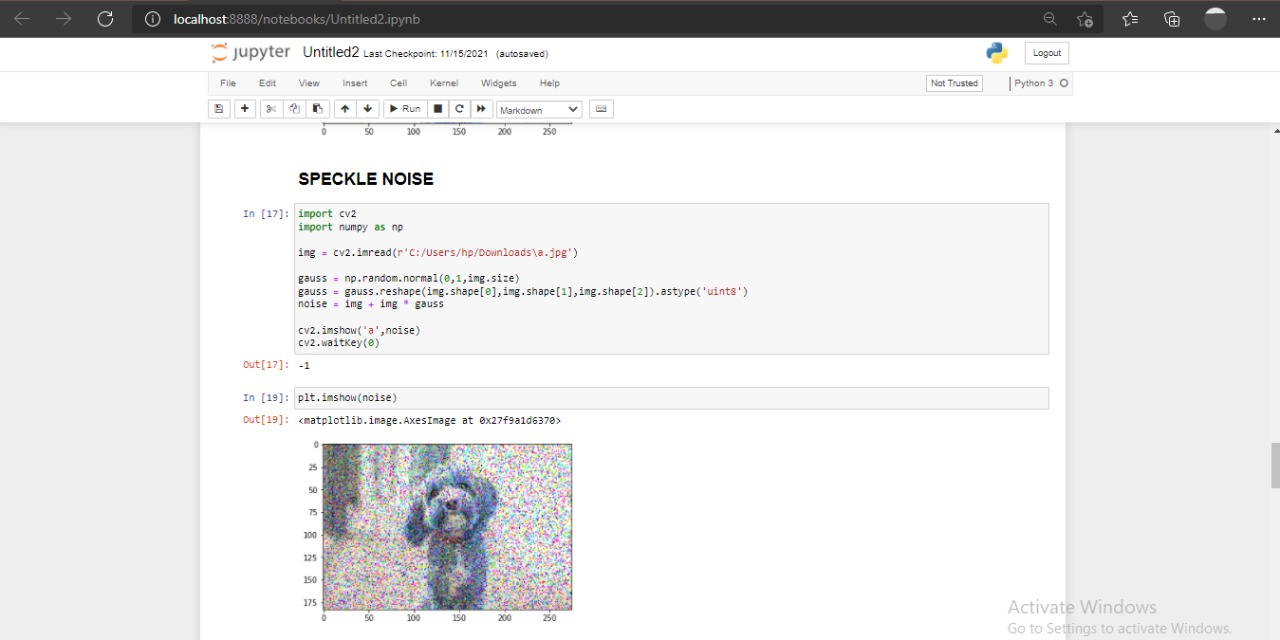 localhost:8888/notebooks/Untitled2.ipynb
jupyter Untitled2 Last Checkpoint: 11/15/2021 (autosaved)
Logout
File Edit View Insert Cell Kernel Widgets Help
Not Trusted
Python 3
Run
Markdown
0 50 100 150 200 250
SPECKLE NOISE
In [17]:
import cv2
import numpy as np
img = cv2.imread(r'C:/Users/hp/Downloads\a.jpg')
gauss = np.random.normal(0,1,img.size)
gauss = gauss.reshape(img.shape[0],img.shape[1],img.shape[2]).astype('uint8')
noise = img + img * gauss
cv2.imshow('a',noise)
cv2.waitKey(0)
Out[17]: -1
In [19]: plt.imshow(noise)
Out[19]: <matplotlib.image.AxesImage at 0x27f9a1d6370>
0
25
50
75
100
125
150
175
0 50 100 150 200 250
Activate Windows
Go to Settings to activate Windows.